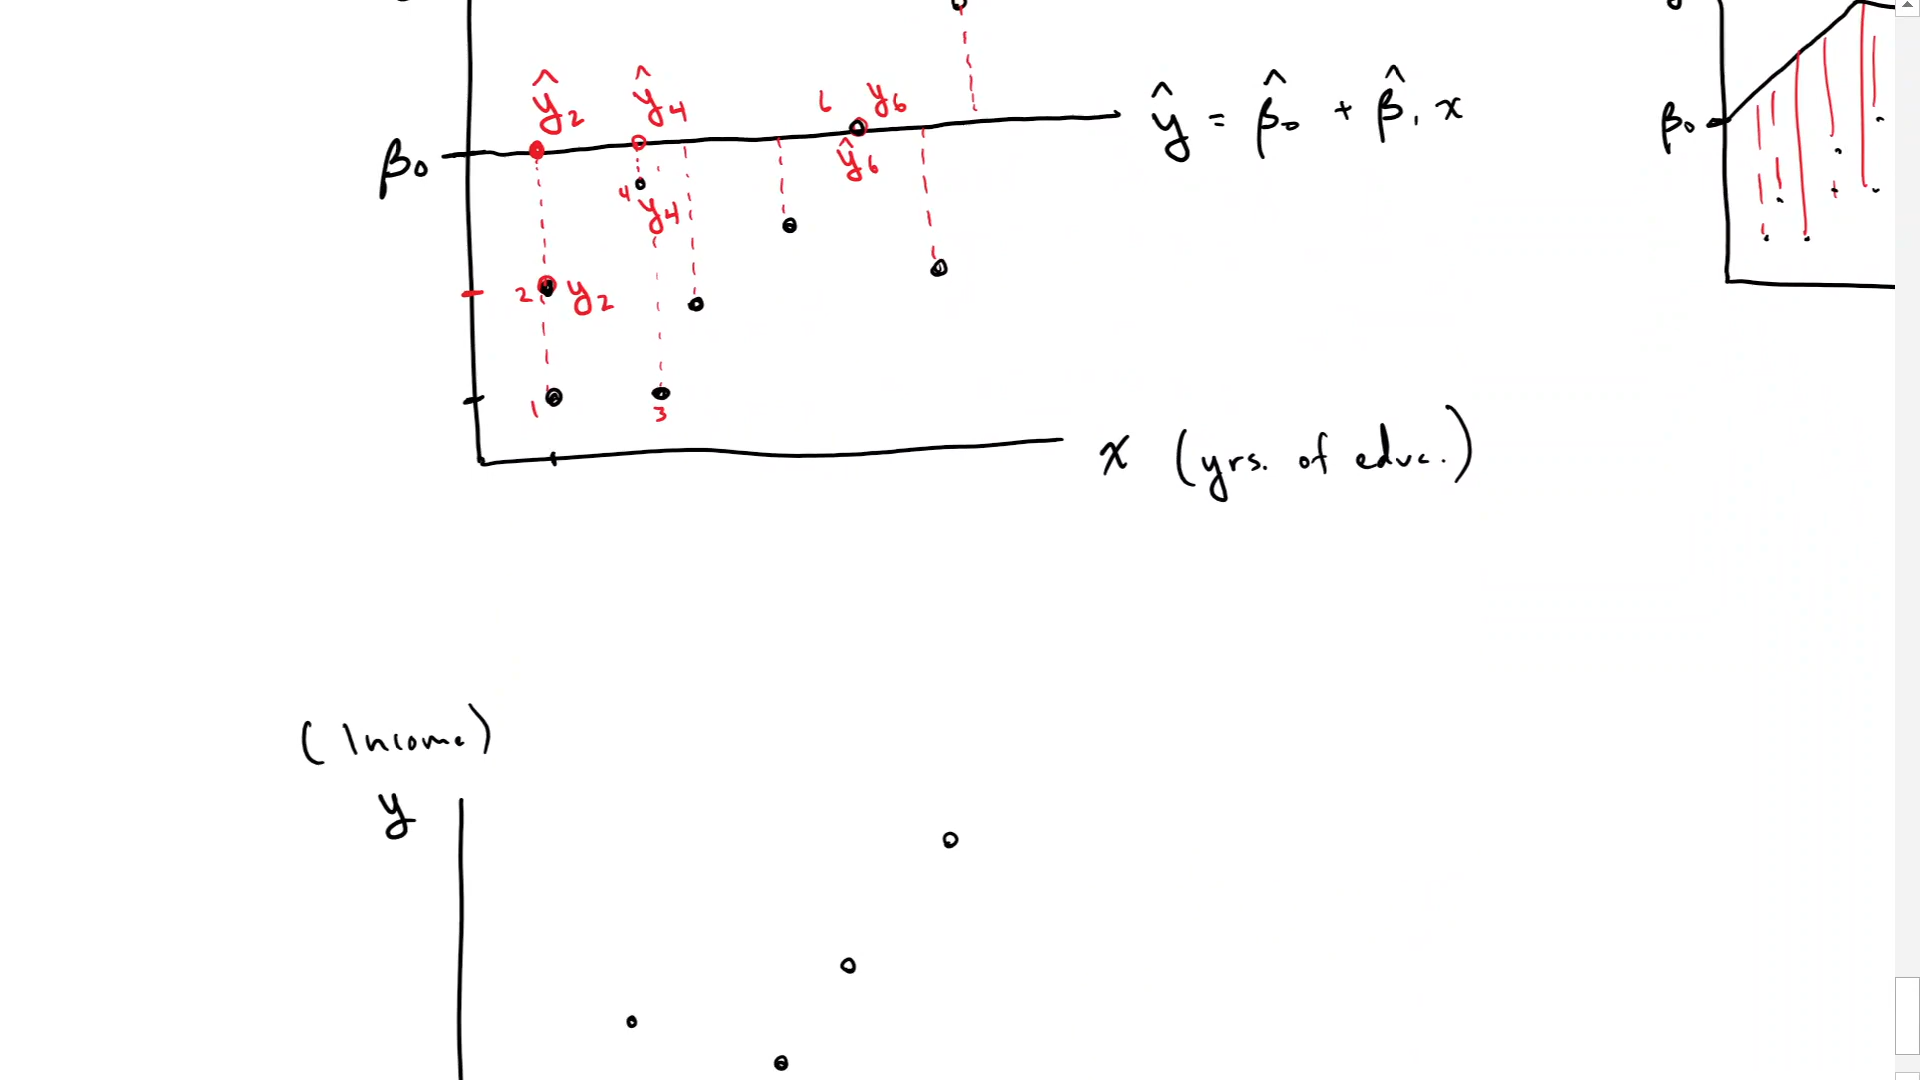 ŷ₂ ŷ₄ 6 y₆
β₀ ŷ₆ ŷ = β̂₀ + β̂₁ x
4 y₄
2 y₂
1 3
x (yrs. of educ.)
β₀
(Income)
y